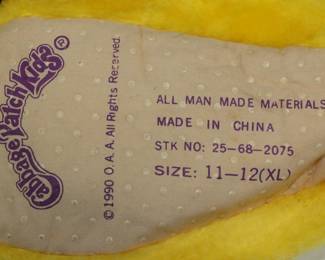 Cabbage Patch Kids®
© 1990 O. A. A. All Rights Reserved.
ALL MAN MADE MATERIALS
MADE IN CHINA
STK NO: 25-68-2075
SIZE: 11-12(XL)